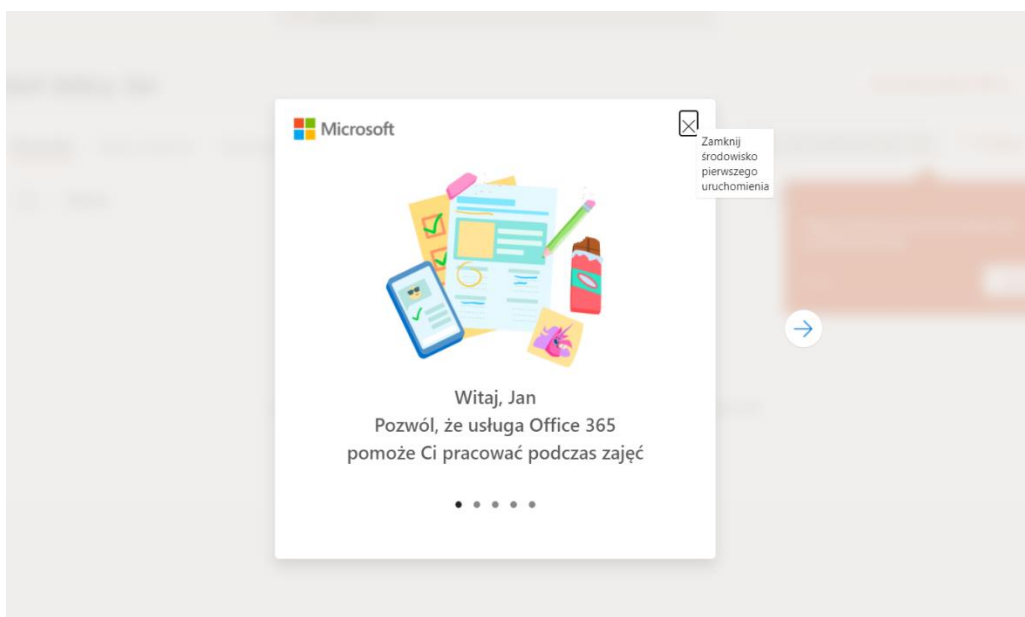 Microsoft
Zamknij
środowisko
pierwszego
uruchomienia
Witaj, Jan
Pozwól, że usługa Office 365
pomoże Ci pracować podczas zajęć